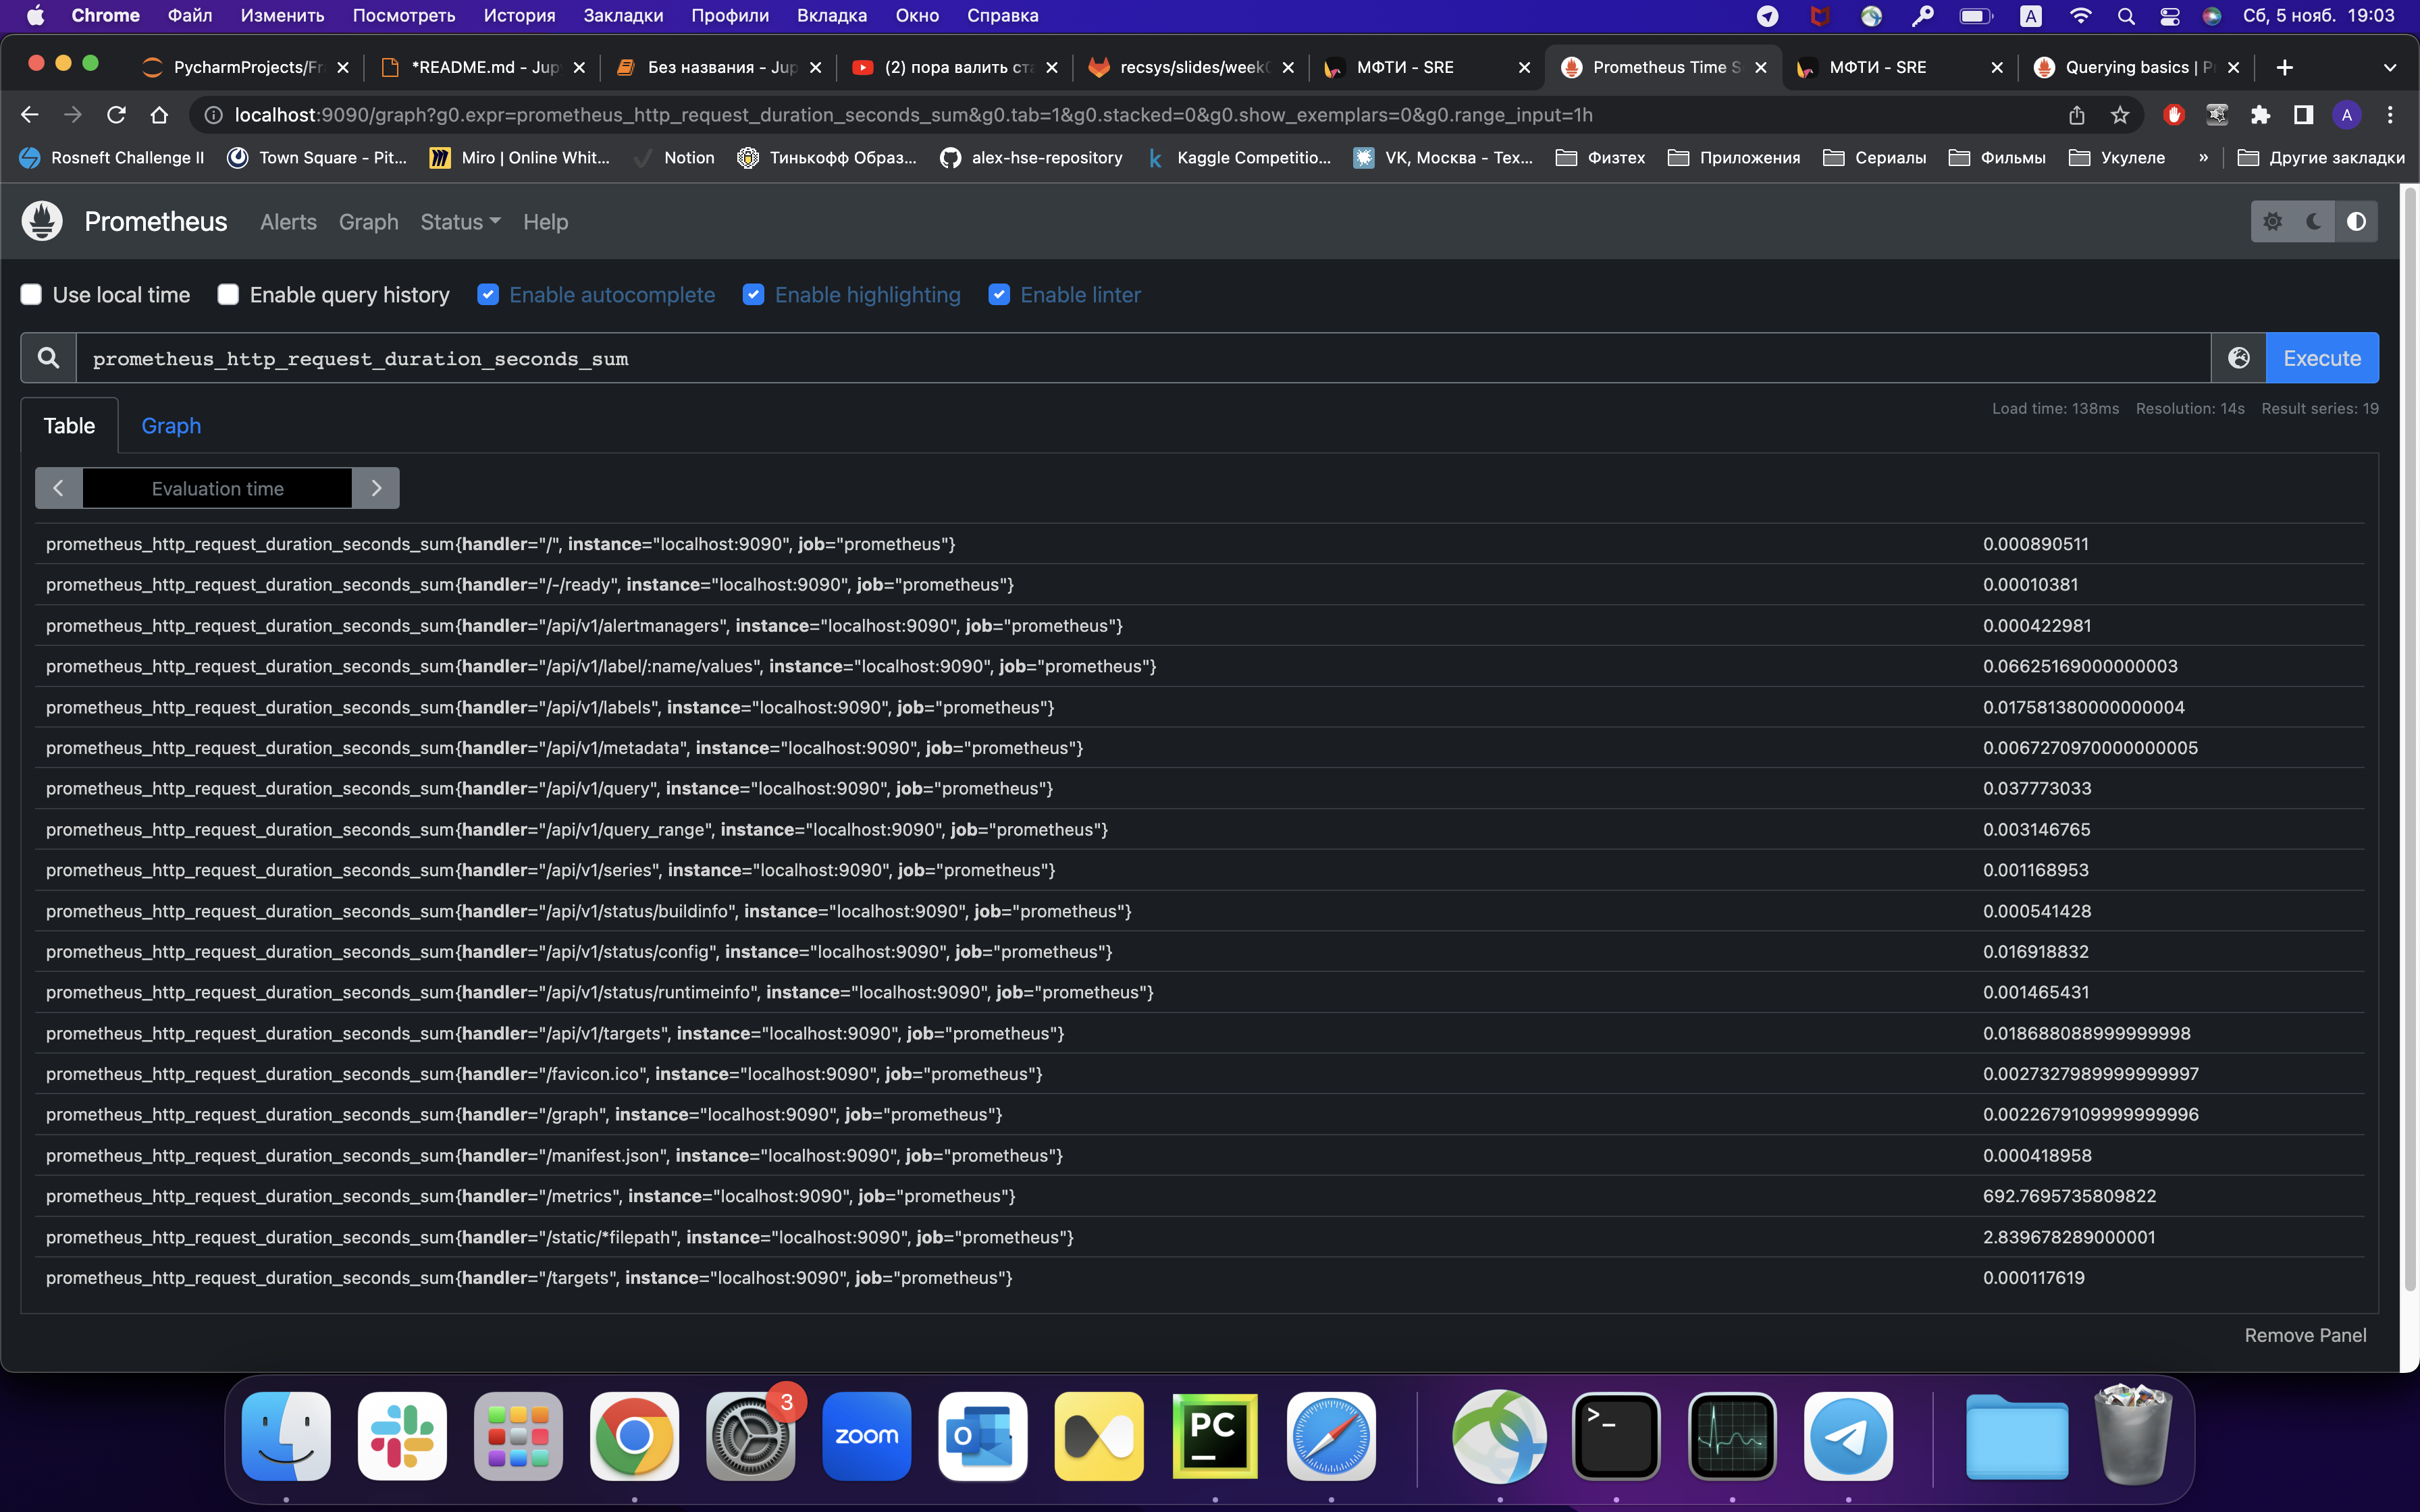 Chrome Файл Изменить Посмотреть История Закладки Профили Вкладка Окно Справка A Сб, 5 нояб. 19:03
PycharmProjects/Fr *README.md - Jup Без названия - Jup (2) пора валить ст recsys/slides/week МФТИ - SRE Prometheus Time S МФТИ - SRE Querying basics | P
localhost:9090/graph?g0.expr=prometheus_http_request_duration_seconds_sum&g0.tab=1&g0.stacked=0&g0.show_exemplars=0&g0.range_input=1h A
Rosneft Challenge II Town Square - Pit... Miro | Online Whit... Notion Тинькофф Образ... alex-hse-repository Kaggle Competitio... VK, Москва - Тех... Физтех Приложения Сериалы Фильмы Укулеле » Другие закладки
Prometheus Alerts Graph Status Help
Use local time Enable query history Enable autocomplete Enable highlighting Enable linter
prometheus_http_request_duration_seconds_sum Execute
Table Graph Load time: 138ms Resolution: 14s Result series: 19
Evaluation time
prometheus_http_request_duration_seconds_sum{handler="/", instance="localhost:9090", job="prometheus"} 0.000890511
prometheus_http_request_duration_seconds_sum{handler="/-/ready", instance="localhost:9090", job="prometheus"} 0.00010381
prometheus_http_request_duration_seconds_sum{handler="/api/v1/alertmanagers", instance="localhost:9090", job="prometheus"} 0.000422981
prometheus_http_request_duration_seconds_sum{handler="/api/v1/label/:name/values", instance="localhost:9090", job="prometheus"} 0.06625169000000003
prometheus_http_request_duration_seconds_sum{handler="/api/v1/labels", instance="localhost:9090", job="prometheus"} 0.017581380000000004
prometheus_http_request_duration_seconds_sum{handler="/api/v1/metadata", instance="localhost:9090", job="prometheus"} 0.0067270970000000005
prometheus_http_request_duration_seconds_sum{handler="/api/v1/query", instance="localhost:9090", job="prometheus"} 0.037773033
prometheus_http_request_duration_seconds_sum{handler="/api/v1/query_range", instance="localhost:9090", job="prometheus"} 0.003146765
prometheus_http_request_duration_seconds_sum{handler="/api/v1/series", instance="localhost:9090", job="prometheus"} 0.001168953
prometheus_http_request_duration_seconds_sum{handler="/api/v1/status/buildinfo", instance="localhost:9090", job="prometheus"} 0.000541428
prometheus_http_request_duration_seconds_sum{handler="/api/v1/status/config", instance="localhost:9090", job="prometheus"} 0.016918832
prometheus_http_request_duration_seconds_sum{handler="/api/v1/status/runtimeinfo", instance="localhost:9090", job="prometheus"} 0.001465431
prometheus_http_request_duration_seconds_sum{handler="/api/v1/targets", instance="localhost:9090", job="prometheus"} 0.018688088999999998
prometheus_http_request_duration_seconds_sum{handler="/favicon.ico", instance="localhost:9090", job="prometheus"} 0.0027327989999999997
prometheus_http_request_duration_seconds_sum{handler="/graph", instance="localhost:9090", job="prometheus"} 0.0022679109999999996
prometheus_http_request_duration_seconds_sum{handler="/manifest.json", instance="localhost:9090", job="prometheus"} 0.000418958
prometheus_http_request_duration_seconds_sum{handler="/metrics", instance="localhost:9090", job="prometheus"} 692.7695735809822
prometheus_http_request_duration_seconds_sum{handler="/static/*filepath", instance="localhost:9090", job="prometheus"} 2.839678289000001
prometheus_http_request_duration_seconds_sum{handler="/targets", instance="localhost:9090", job="prometheus"} 0.000117619
Remove Panel
3 zoom O PC >_